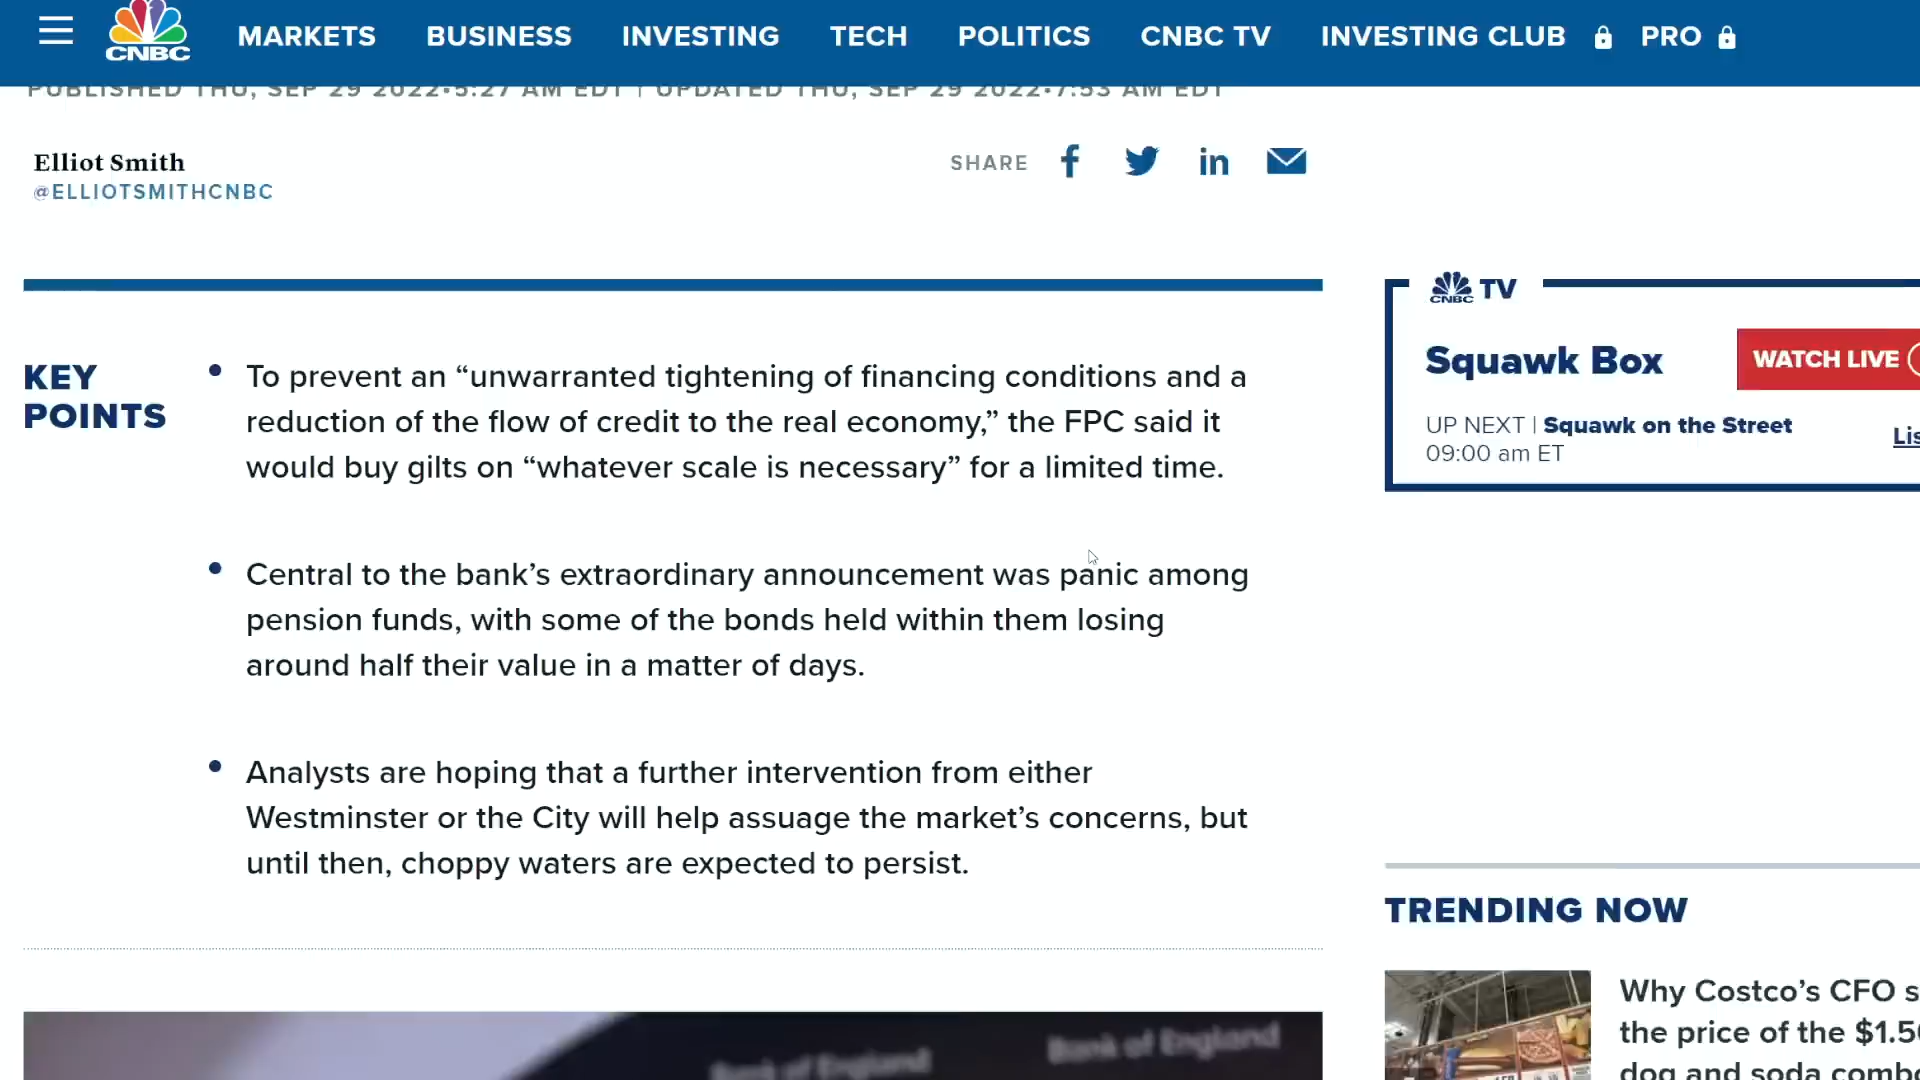 CNBC
MARKETS BUSINESS INVESTING TECH POLITICS CNBC TV INVESTING CLUB PRO
PUBLISHED THU, SEP 29 2022•5:27 AM EDT | UPDATED THU, SEP 29 2022•7:53 AM EDT
Elliot Smith
@ELLIOTSMITHCNBC
SHARE
KEY
POINTS
To prevent an “unwarranted tightening of financing conditions and a
reduction of the flow of credit to the real economy,” the FPC said it
would buy gilts on “whatever scale is necessary” for a limited time.
Central to the bank’s extraordinary announcement was panic among
pension funds, with some of the bonds held within them losing
around half their value in a matter of days.
Analysts are hoping that a further intervention from either
Westminster or the City will help assuage the market’s concerns, but
until then, choppy waters are expected to persist.
Bank of England
Bank of England
CNBC TV
Squawk Box
WATCH LIVE
UP NEXT | Squawk on the Street
09:00 am ET
Lis
TRENDING NOW
Why Costco’s CFO s
the price of the $1.5
dog and soda comb